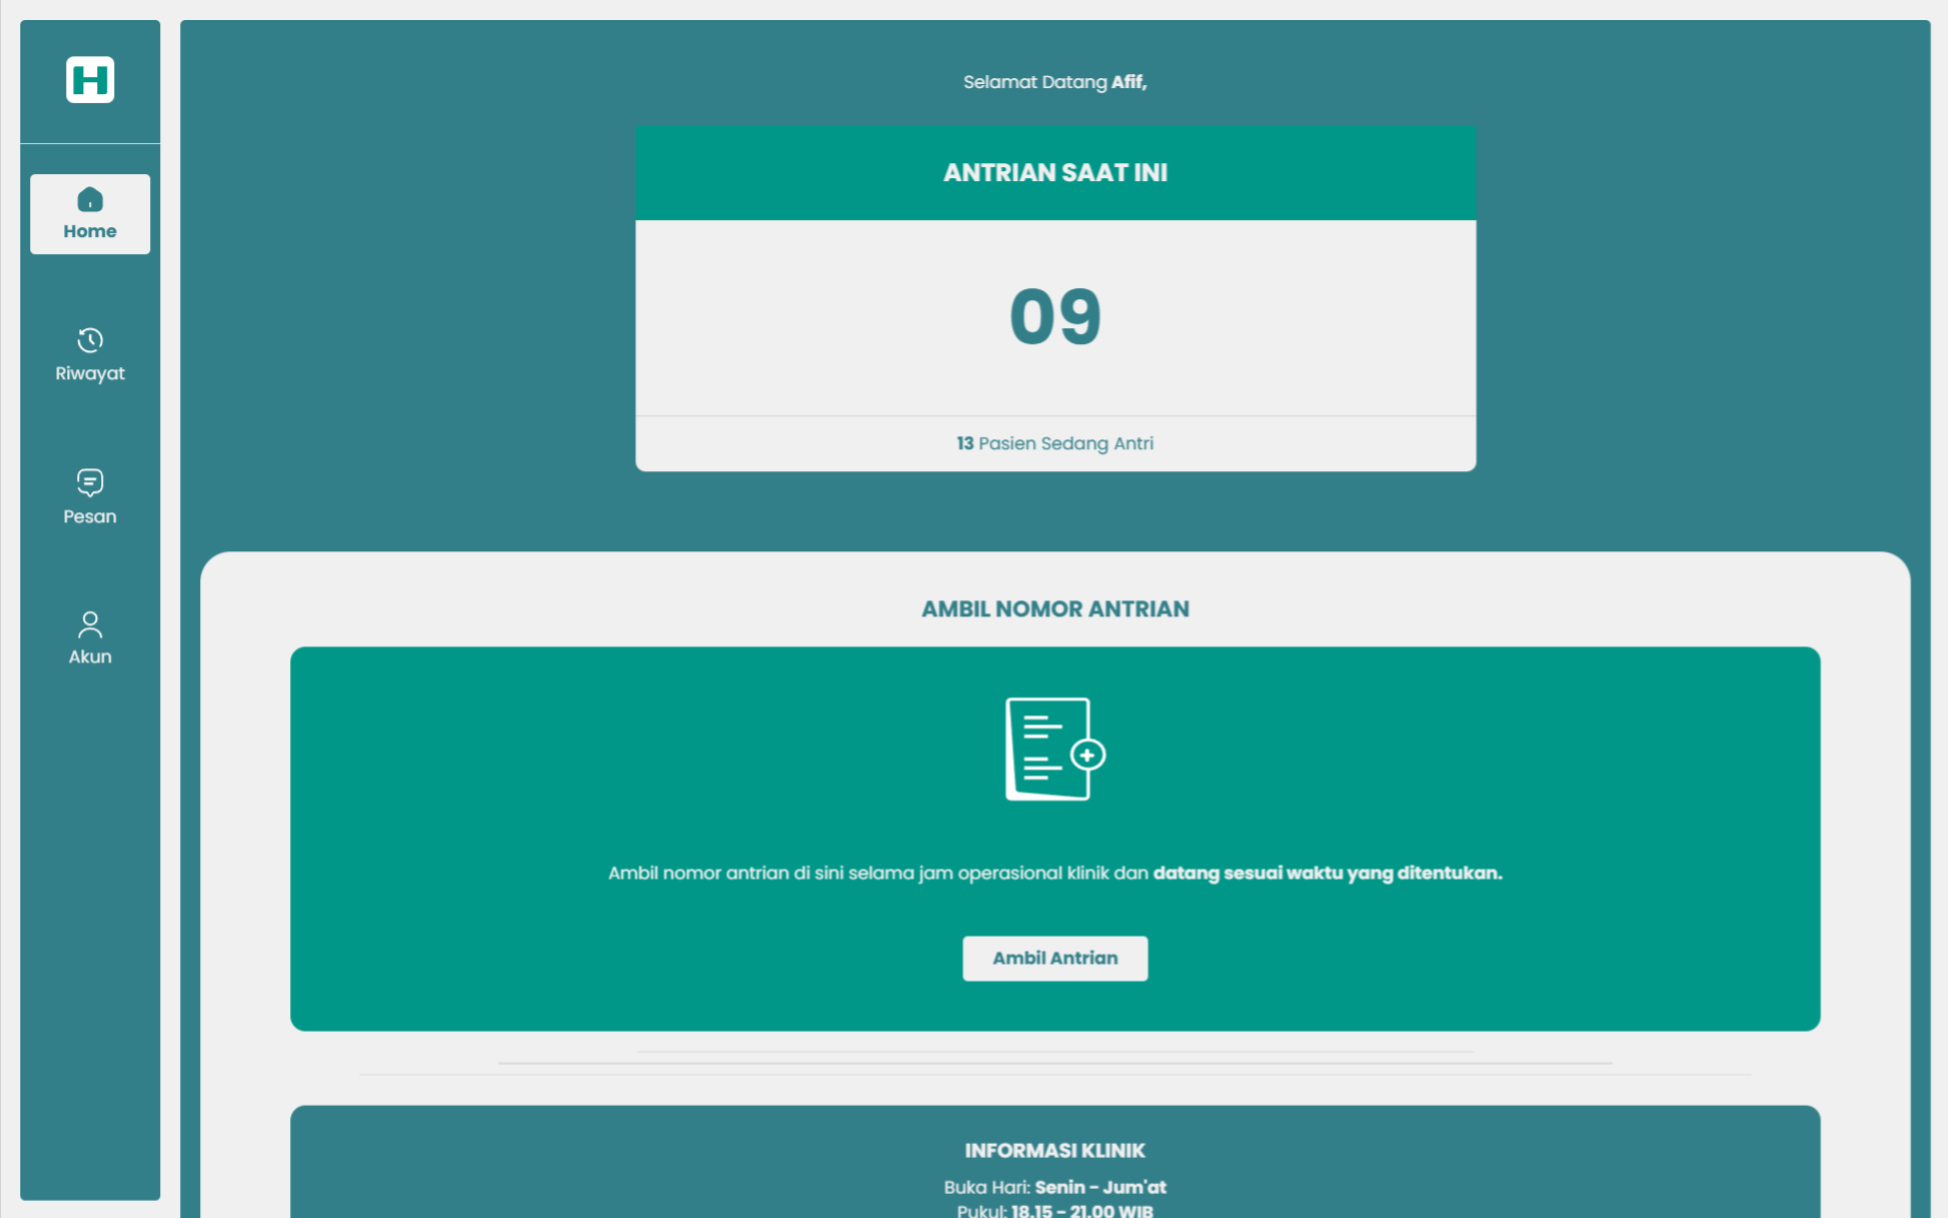 H
Home
Riwayat
Pesan
Akun
Selamat Datang Afif,
ANTRIAN SAAT INI
09
13 Pasien Sedang Antri
AMBIL NOMOR ANTRIAN
Ambil nomor antrian di sini selama jam operasional klinik dan datang sesuai waktu yang ditentukan.
Ambil Antrian
INFORMASI KLINIK
Buka Hari: Senin - Jum'at
Pukul: 18.15 - 21.00 WIB